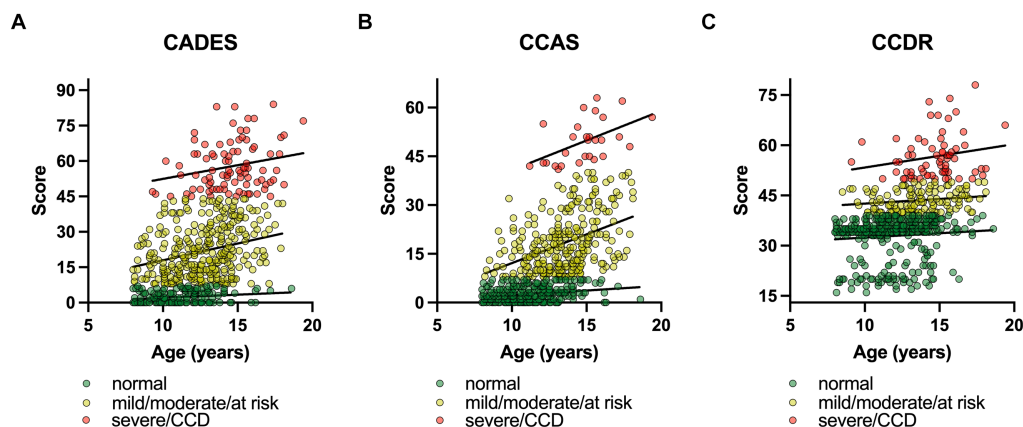 A
CADES
90
75
60
45
30
15
0
Score
5
10
15
20
Age (years)
normal
mild/moderate/at risk
severe/CCD
B
CCAS
60
45
30
15
0
Score
5
10
15
20
Age (years)
normal
mild/moderate/at risk
severe/CCD
C
CCDR
75
60
45
30
15
Score
5
10
15
20
Age (years)
normal
mild/moderate/at risk
severe/CCD